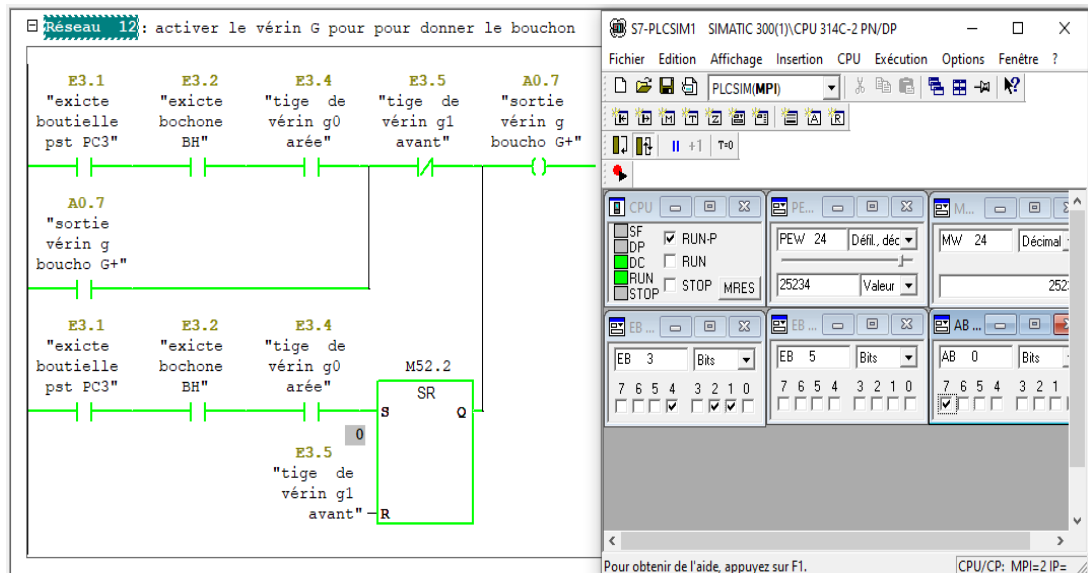 Réseau 12: activer le vérin G pour pour donner le bouchon
E3.1 E3.2 E3.4 E3.5 A0.7
"exicte "exicte "tige de "tige de "sortie
boutielle bochone vérin g0 vérin g1 vérin g
pst PC3" BH" arée" avant" boucho G+"
A0.7
"sortie
vérin g
boucho G+"
E3.1 E3.2 E3.4
"exicte "exicte "tige de
boutielle bochone vérin g0 M52.2
pst PC3" BH" arée" SR
S Q
0
E3.5
"tige de
vérin g1
avant" R
S7-PLCSIM1 SIMATIC 300(1)\CPU 314C-2 PN/DP
Fichier Edition Affichage Insertion CPU Exécution Options Fenêtre ?
PLCSIM(MPI)
+1 T=0
CPU PE... M...
SF
DP
DC
RUN
STOP
RUN-P
RUN
STOP MRES
PEW 24 Défil., déc
25234 Valeur
MW 24 Décimal
252
EB ... EB ... AB ...
EB 3 Bits
7 6 5 4 3 2 1 0
EB 5 Bits
7 6 5 4 3 2 1 0
AB 0 Bits
7 6 5 4 3 2 1
Pour obtenir de l'aide, appuyez sur F1. CPU/CP: MPI=2 IP=